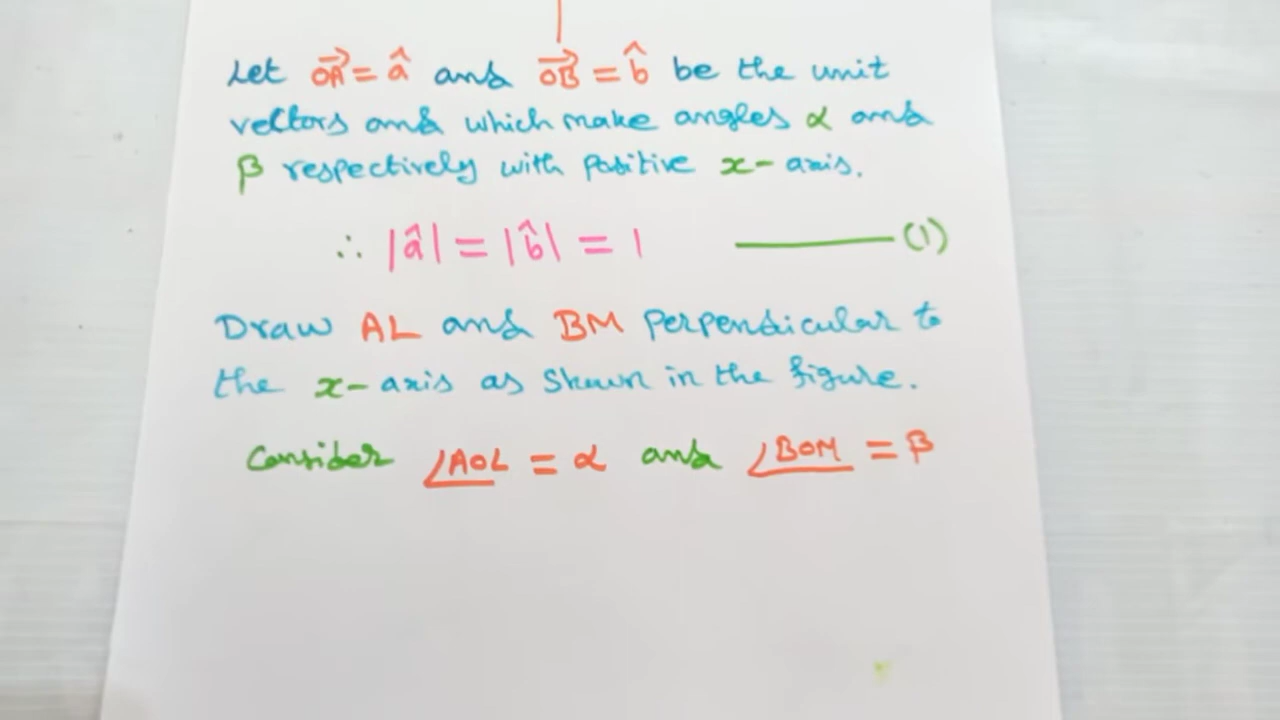 Let →OA = â and →OB = b̂ be the unit
vectors and which make angles α and
β respectively with positive x- axis.
∴ |â| = |b̂| = 1 ——— (1)
Draw AL and BM perpendicular to
the x- axis as shown in the figure.
Consider ∠AOL = α and ∠BOM = β